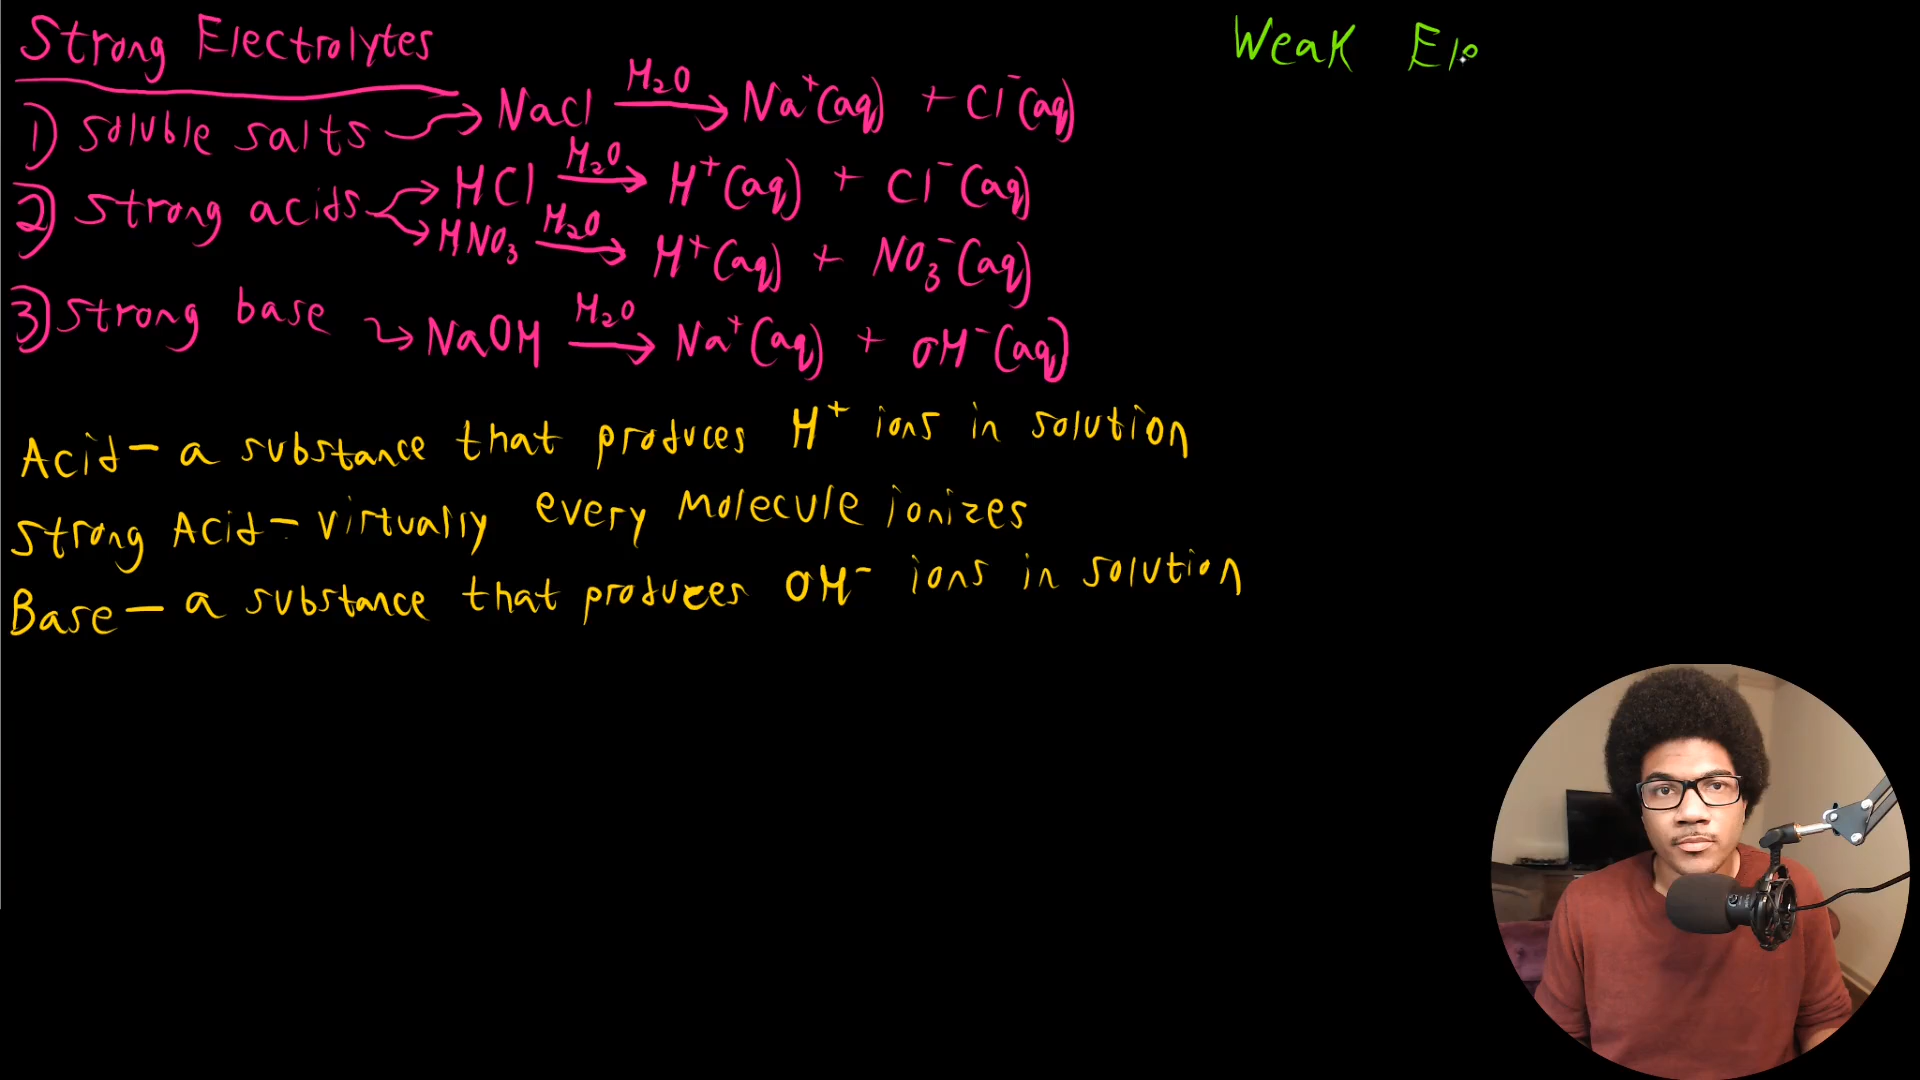 Strong Electrolytes
1) soluble salts → NaCl H₂O→ Na⁺(aq) + Cl⁻(aq)
2) Strong acids → HCl H₂O→ H⁺(aq) + Cl⁻(aq)
→ HNO₃ H₂O→ H⁺(aq) + NO₃⁻(aq)
3) Strong base → NaOH H₂O→ Na⁺(aq) + OH⁻(aq)
Acid - a substance that produces H⁺ ions in solution
Strong Acid - virtually every molecule ionizes
Base - a substance that produces OH⁻ ions in solution
Weak Ele